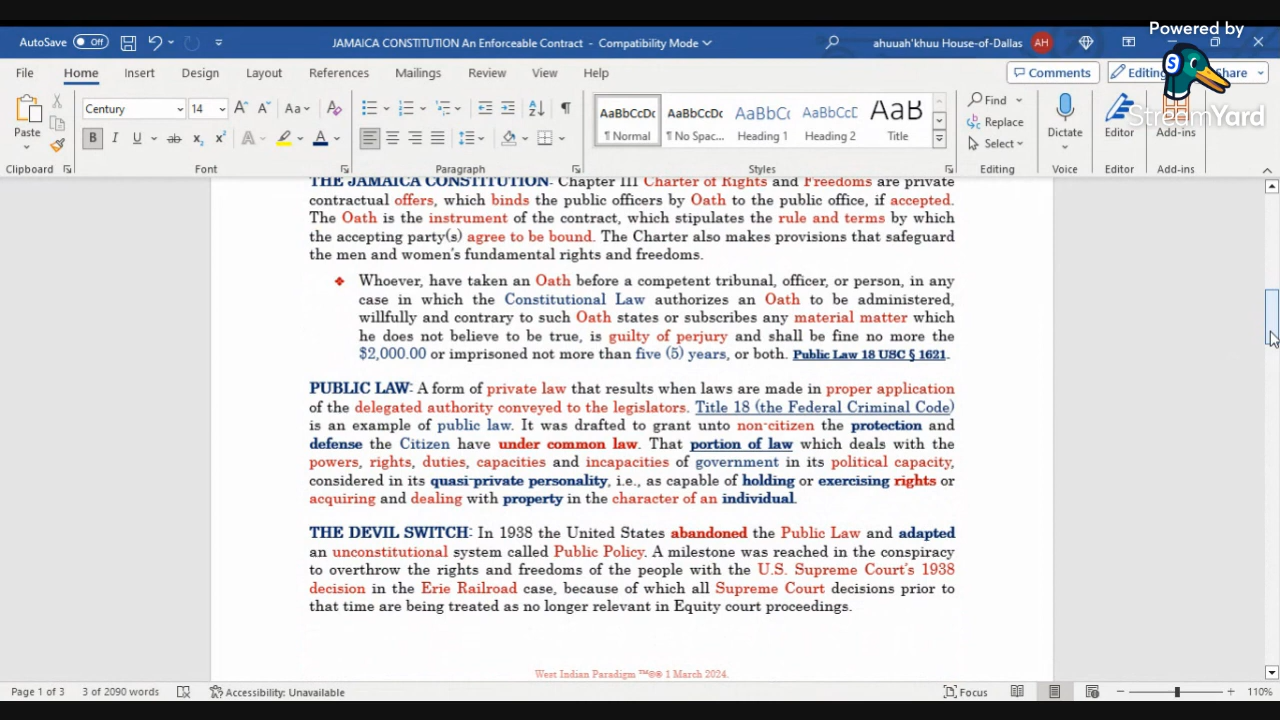 Powered by
StreamYard
AutoSave Off
JAMAICA CONSTITUTION An Enforceable Contract - Compatibility Mode
ahuuah'khuu House-of-Dallas AH
File Home Insert Design Layout References Mailings Review View Help
Comments Editing Share
Paste
Century 14
Aa
B I U ab x₂ x² A A
AaBbCcDc AaBbCcDc AaBbCc AaBbCcD AaB
¶ Normal ¶ No Spac... Heading 1 Heading 2 Title
Find
Replace
Select
Dictate Editor Add-ins
Clipboard Font Paragraph Styles Editing Voice Editor Add-ins
THE JAMAICA CONSTITUTION- Chapter III Charter of Rights and Freedoms are private
contractual offers, which binds the public officers by Oath to the public office, if accepted.
The Oath is the instrument of the contract, which stipulates the rule and terms by which
the accepting party(s) agree to be bound. The Charter also makes provisions that safeguard
the men and women's fundamental rights and freedoms.
❖ Whoever, have taken an Oath before a competent tribunal, officer, or person, in any
case in which the Constitutional Law authorizes an Oath to be administered,
willfully and contrary to such Oath states or subscribes any material matter which
he does not believe to be true, is guilty of perjury and shall be fine no more the
$2,000.00 or imprisoned not more than five (5) years, or both. Public Law 18 USC § 1621.
PUBLIC LAW: A form of private law that results when laws are made in proper application
of the delegated authority conveyed to the legislators. Title 18 (the Federal Criminal Code)
is an example of public law. It was drafted to grant unto non-citizen the protection and
defense the Citizen have under common law. That portion of law which deals with the
powers, rights, duties, capacities and incapacities of government in its political capacity,
considered in its quasi-private personality, i.e., as capable of holding or exercising rights or
acquiring and dealing with property in the character of an individual.
THE DEVIL SWITCH: In 1938 the United States abandoned the Public Law and adapted
an unconstitutional system called Public Policy. A milestone was reached in the conspiracy
to overthrow the rights and freedoms of the people with the U.S. Supreme Court's 1938
decision in the Erie Railroad case, because of which all Supreme Court decisions prior to
that time are being treated as no longer relevant in Equity court proceedings.
West Indian Paradigm ™©® 1 March 2024.
Page 1 of 3 3 of 2090 words Accessibility: Unavailable Focus 110%